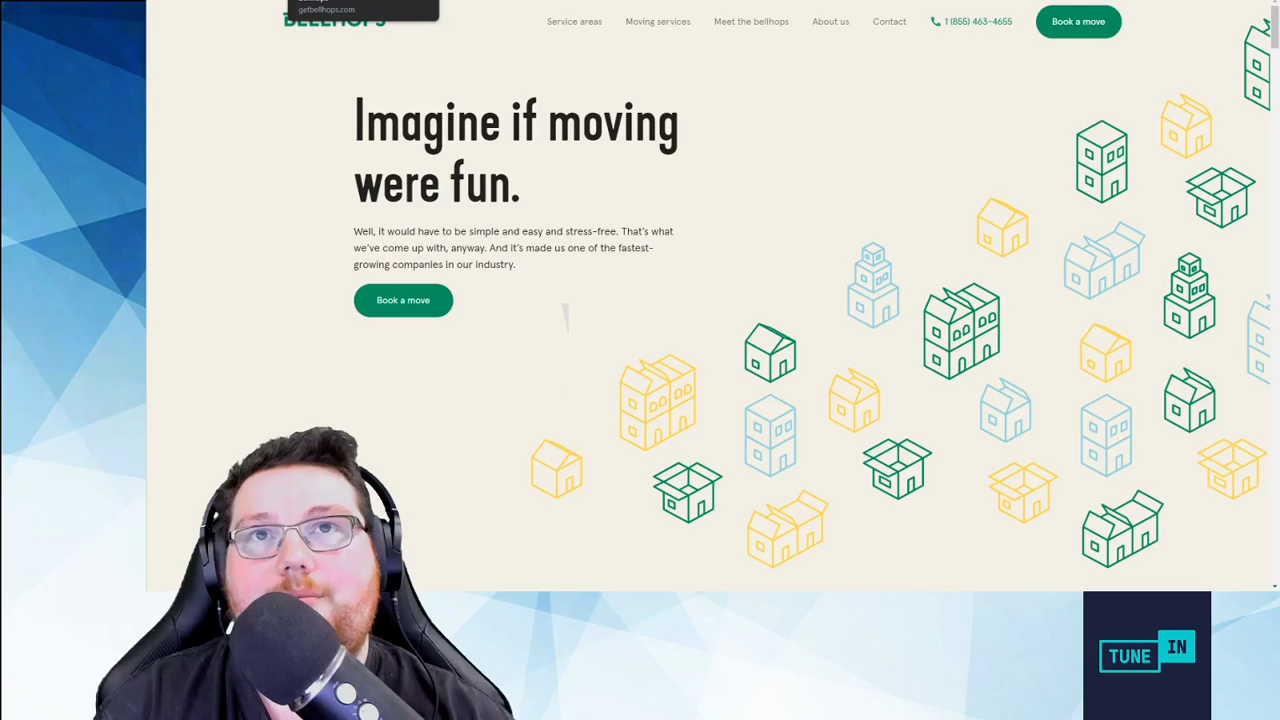 getbellhops.com
BELLHOPS
Service areas
Moving services
Meet the bellhops
About us
Contact
1 (855) 463-4655
Book a move
Imagine if moving
were fun.
Well, it would have to be simple and easy and stress-free. That's what
we've come up with, anyway. And it's made us one of the fastest-
growing companies in our industry.
Book a move
TUNE IN